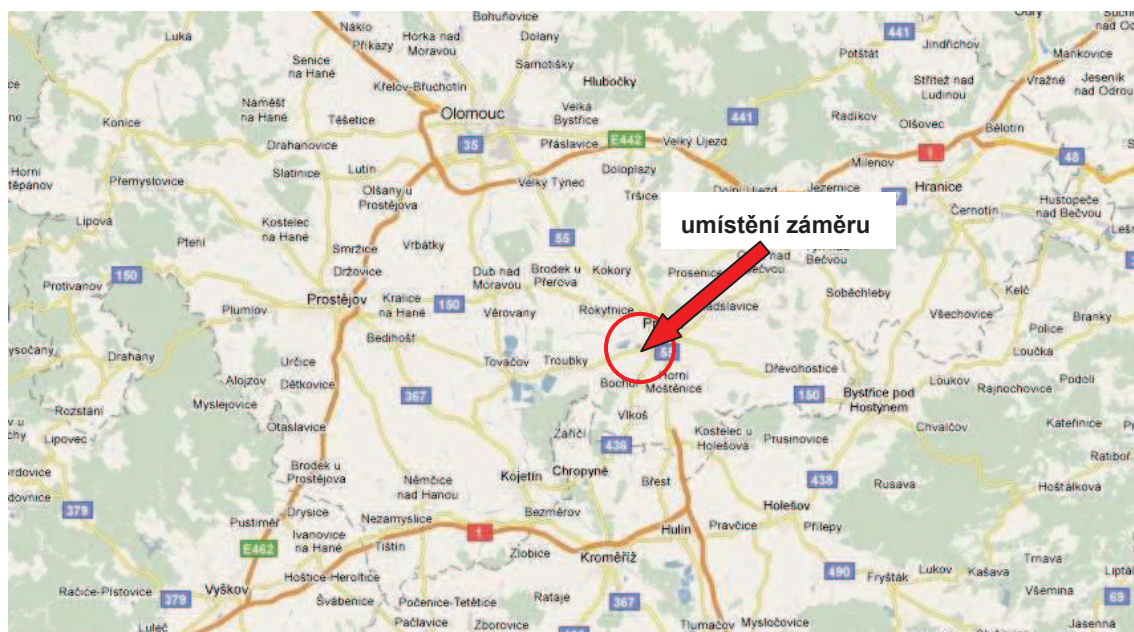 Bohuňovice
Luká
Náklo
Horka nad
Moravou
Dolany
441
Jindřichov
Příkazy
Senice
na Hané
Samotišky
Potštát
Mankovice
Křelov-Břuchotín
Hlubočky
Střítež nad
Ludinou
Vražné
Jeseník
nad Odrou
Náměšť
na Hané
Olomouc
Velká
Bystřice
441
Radíkov
Konice
Těšetice
Olšovec
Bělotín
Drahanovice
35
Přáslavice
E442
Velký Újezd
1
48
Milenov
Horní
Štěpánov
Slatinice
Lutín
Doloplazy
Přemyslovice
Velký Týnec
Dolní Újezd
Jezernice
Hranice
Olšany u
Prostějova
Tršice
Hustopeče
nad Bečvou
Lipová
Kostelec
na Hané
umístění záměru
Černotín
Ptení
Smržice
Vrbátky
55
Bečvou
Bečvou
150
Držovice
Dub nad
Moravou
Brodek u
Přerova
Kokory
Prosenice
Protivanov
Prostějov
Kralice
na Hané
150
Soběchleby
Kelč
Plumlov
Věrovany
Rokytnice
Všechovice
Branky
Bedihošť
Police
Drahany
Určice
Tovačov
Troubky
55
Loučka
Alojzov
Dětkovice
Horní
Moštěnice
Dřevohostice
Loukov
Rajnochovice
Podolí
Myslejovice
367
150
Bystřice pod
Hostýnem
Rozstání
Vlkoš
Otaslavice
Chvalčov
Kateřinice
Lipovec
Záříčí
436
Kostelec u
Holešova
Prusinovice
Brodek u
Prostějova
Němčice
nad Hanou
Kojetín
Chropyně
Břest
438
Rusava
Hošťálková
379
Drysice
Bezměrov
Holešov
Pustiměř
Ivanovice
na Hané
Nezamyslice
1
Hulín
Pravčice
Přílepy
E462
Tištín
Zlobice
Kroměříž
Trnava
Hoštice-Heroltice
490
Fryšták
Lukov
Kašava
Račice-Pístovice
379
Vyškov
Švábenice
Počenice-Tetětice
Rataje
367
Všemina
69
Luleč
Pačlavice
Zborovice
Tlumačov
Mysločovice
Jasenná